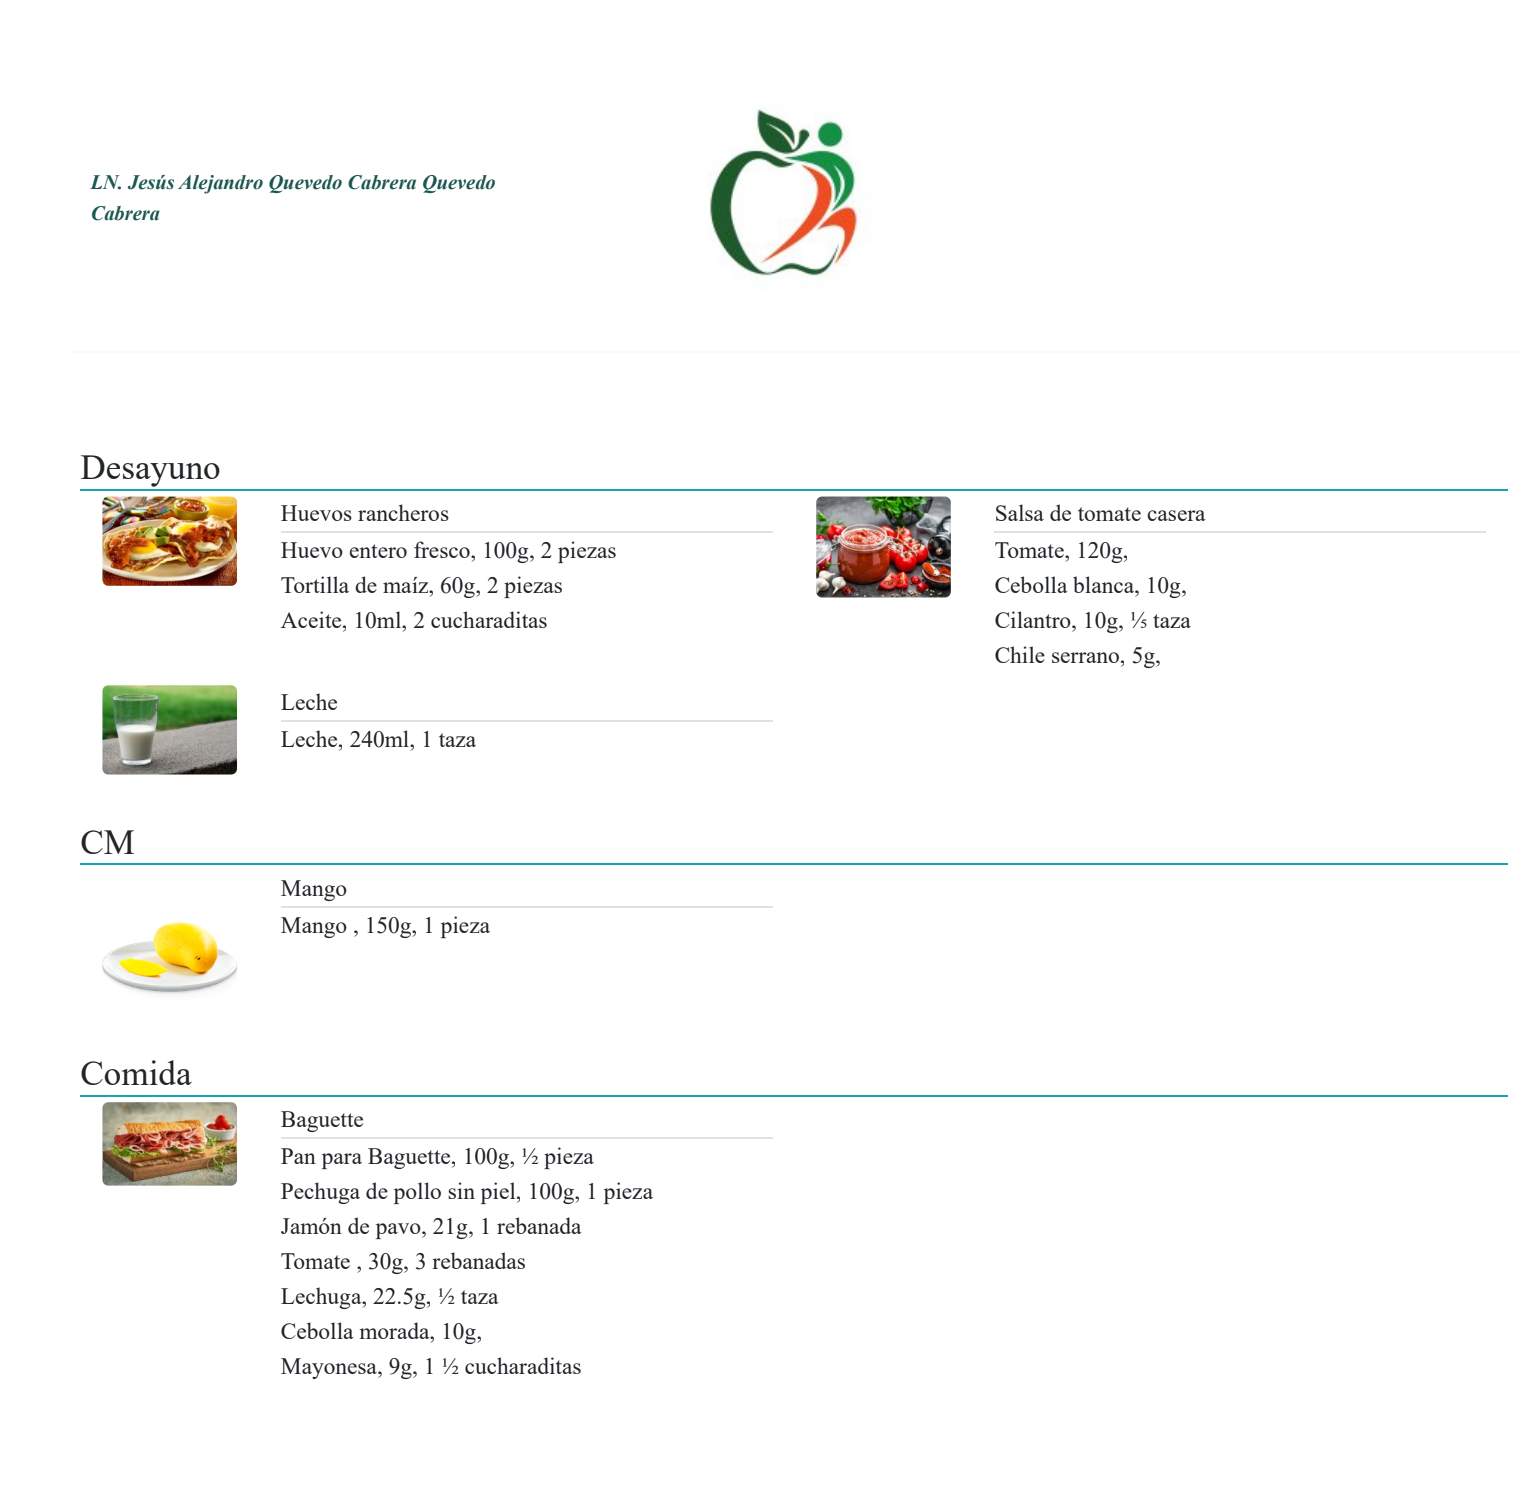 LN. Jesús Alejandro Quevedo Cabrera Quevedo
Cabrera
Desayuno
Huevos rancheros
Huevo entero fresco, 100g, 2 piezas
Tortilla de maíz, 60g, 2 piezas
Aceite, 10ml, 2 cucharaditas
Salsa de tomate casera
Tomate, 120g,
Cebolla blanca, 10g,
Cilantro, 10g, ⅕ taza
Chile serrano, 5g,
Leche
Leche, 240ml, 1 taza
CM
Mango
Mango , 150g, 1 pieza
Comida
Baguette
Pan para Baguette, 100g, ½ pieza
Pechuga de pollo sin piel, 100g, 1 pieza
Jamón de pavo, 21g, 1 rebanada
Tomate , 30g, 3 rebanadas
Lechuga, 22.5g, ½ taza
Cebolla morada, 10g,
Mayonesa, 9g, 1 ½ cucharaditas